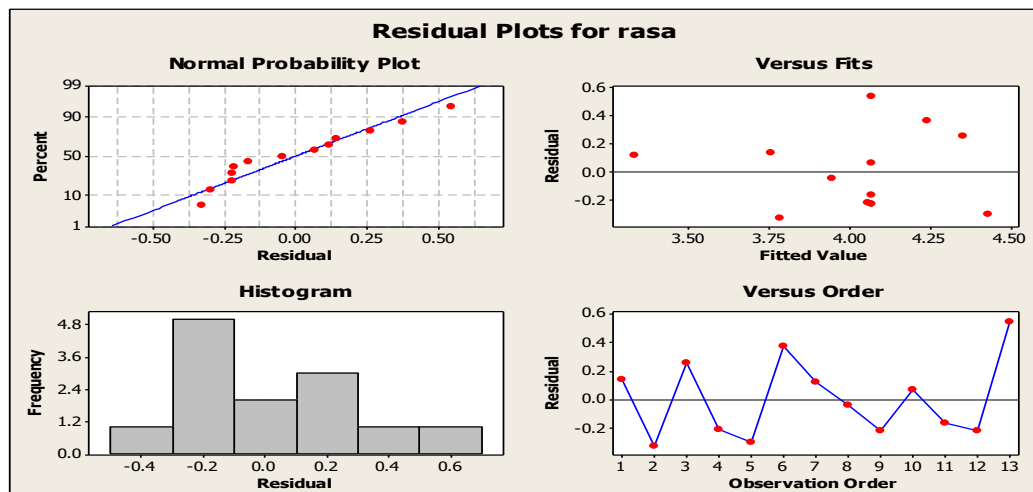 Residual Plots for rasa
Normal Probability Plot
99
90
50
10
1
Percent
-0.50 -0.25 0.00 0.25 0.50
Residual
Versus Fits
0.6
0.4
0.2
0.0
-0.2
Residual
3.50 3.75 4.00 4.25 4.50
Fitted Value
Histogram
4.8
3.6
2.4
1.2
0.0
Frequency
-0.4 -0.2 0.0 0.2 0.4 0.6
Residual
Versus Order
0.6
0.4
0.2
0.0
-0.2
Residual
1 2 3 4 5 6 7 8 9 10 11 12 13
Observation Order